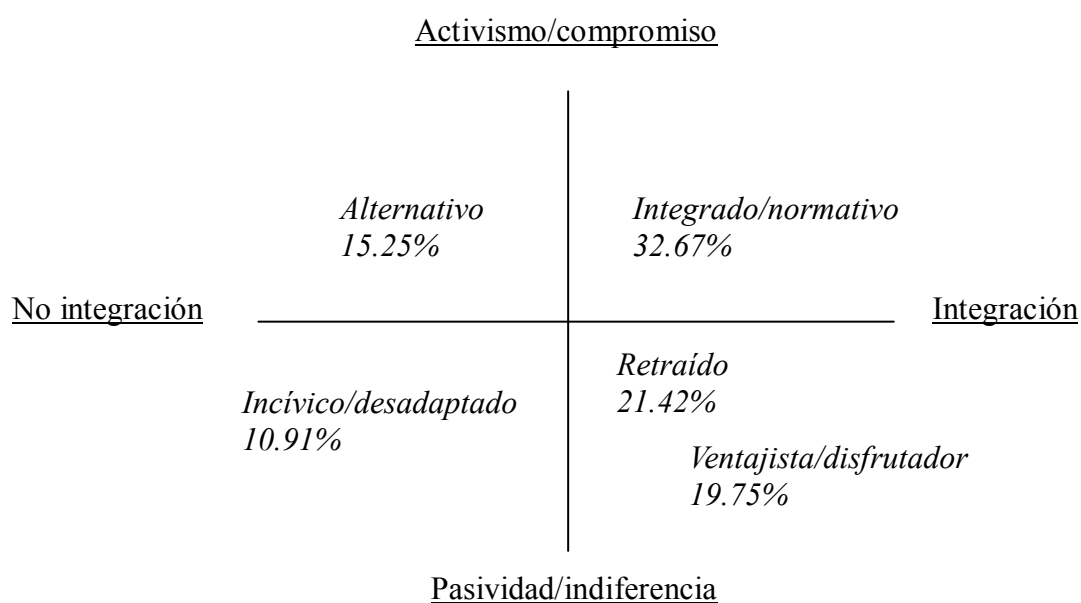 Activismo/compromiso
Alternativo
15.25%
Integrado/normativo
32.67%
No integración
Integración
Retraído
21.42%
Incívico/desadaptado
10.91%
Ventajista/disfrutador
19.75%
Pasividad/indiferencia